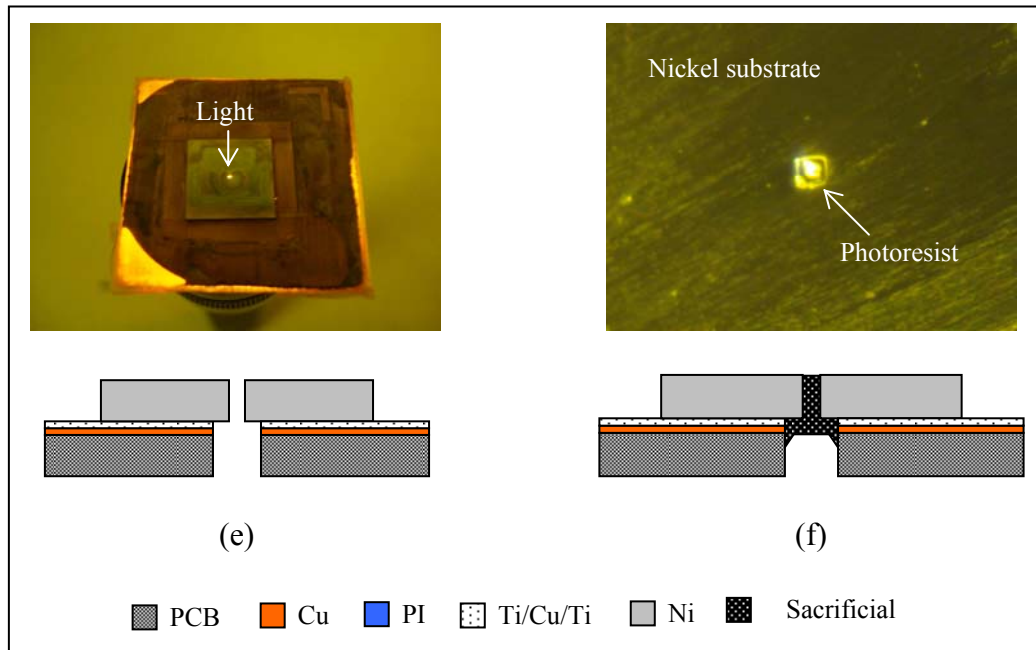 Light
Nickel substrate
Photoresist
(e)
(f)
PCB
Cu
PI
Ti/Cu/Ti
Ni
Sacrificial